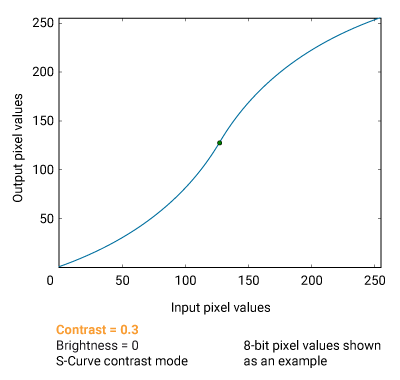 250
200
150
100
50
0
50
100
150
200
250
Output pixel values
Input pixel values
Contrast = 0.3
Brightness = 0
S-Curve contrast mode
8-bit pixel values shown
as an example